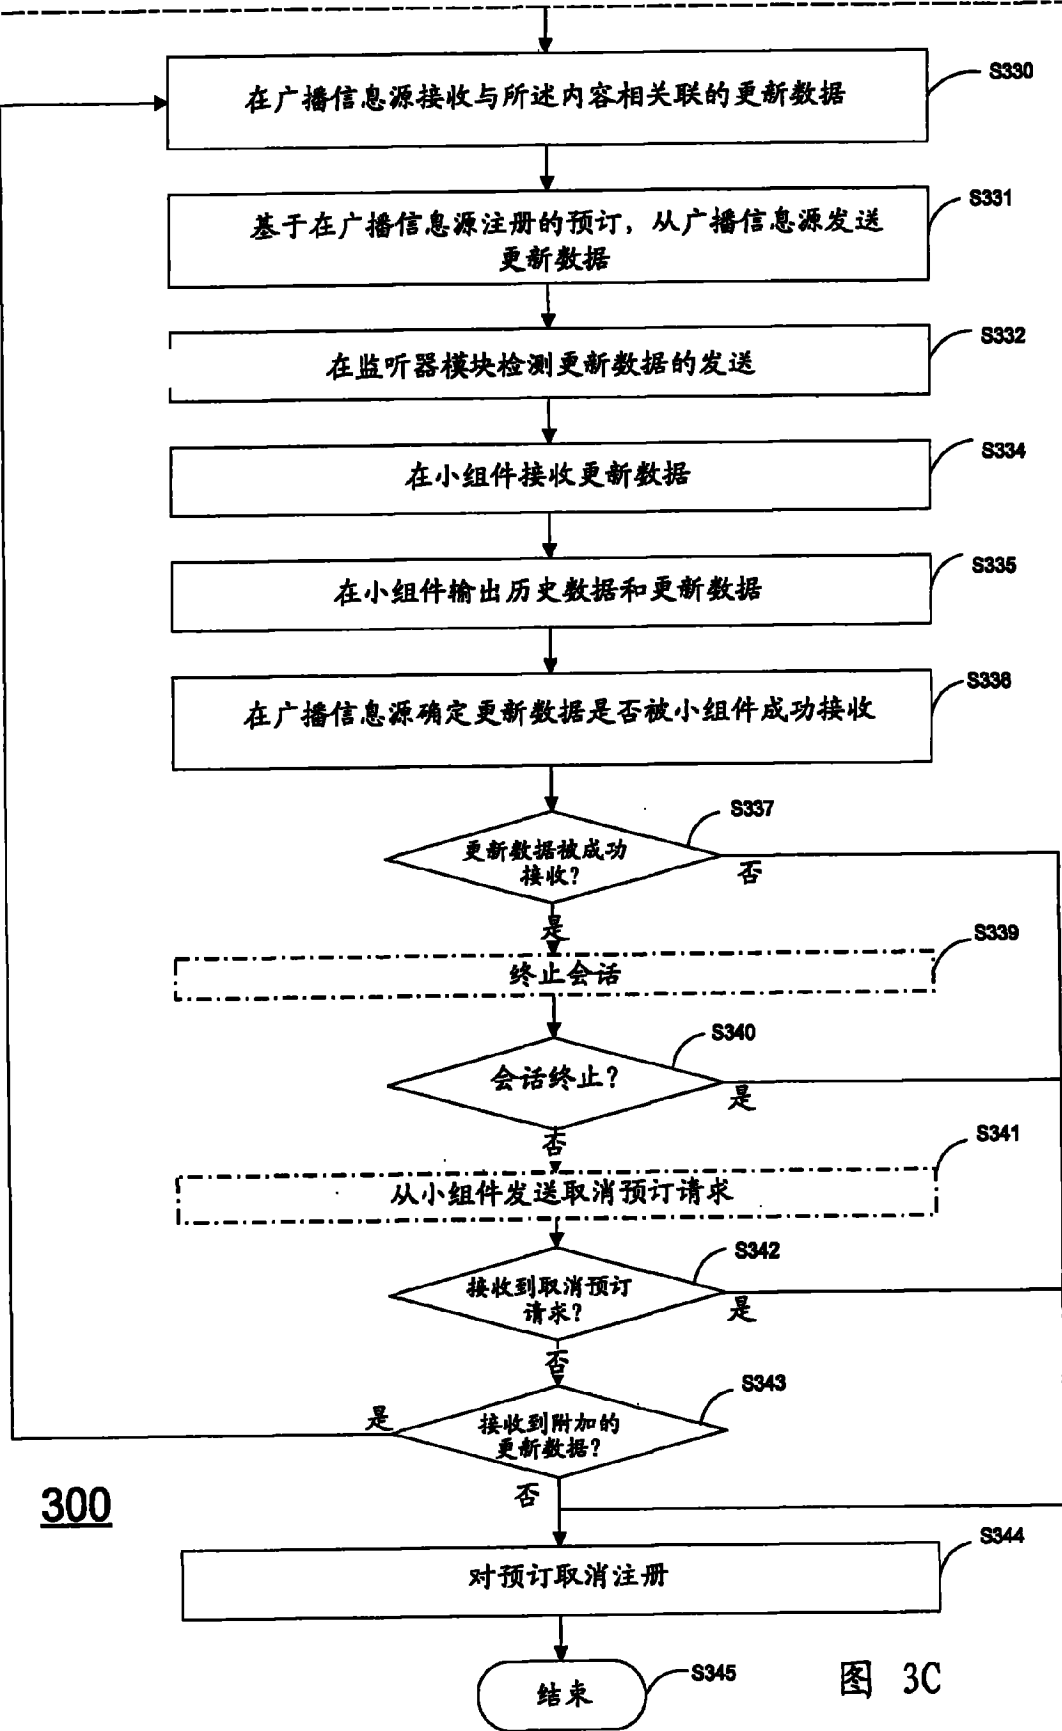 S330
在广播信息源接收与所述内容相关联的更新数据
S331
基于在广播信息源注册的预订，从广播信息源发送
更新数据
S332
在监听器模块检测更新数据的发送
S334
在小组件接收更新数据
S335
在小组件输出历史数据和更新数据
S336
在广播信息源确定更新数据是否被小组件成功接收
S337
更新数据被成功
接收？
否
是
S339
终止会话
S340
会话终止？
是
否
S341
从小组件发送取消预订请求
S342
接收到取消预订
请求？
是
否
S343
是
接收到附加的
更新数据？
否
300
S344
对预订取消注册
S345
结束
图 3C